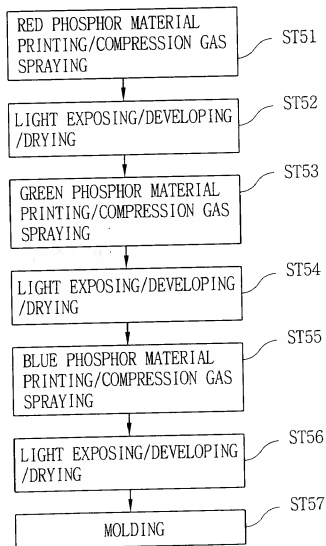 RED PHOSPHOR MATERIAL
PRINTING/COMPRESSION GAS
SPRAYING
ST51
LIGHT EXPOSING/DEVELOPING
/DRYING
ST52
GREEN PHOSPHOR MATERIAL
PRINTING/COMPRESSION GAS
SPRAYING
ST53
LIGHT EXPOSING/DEVELOPING
/DRYING
ST54
BLUE PHOSPHOR MATERIAL
PRINTING/COMPRESSION GAS
SPRAYING
ST55
LIGHT EXPOSING/DEVELOPING
/DRYING
ST56
MOLDING
ST57